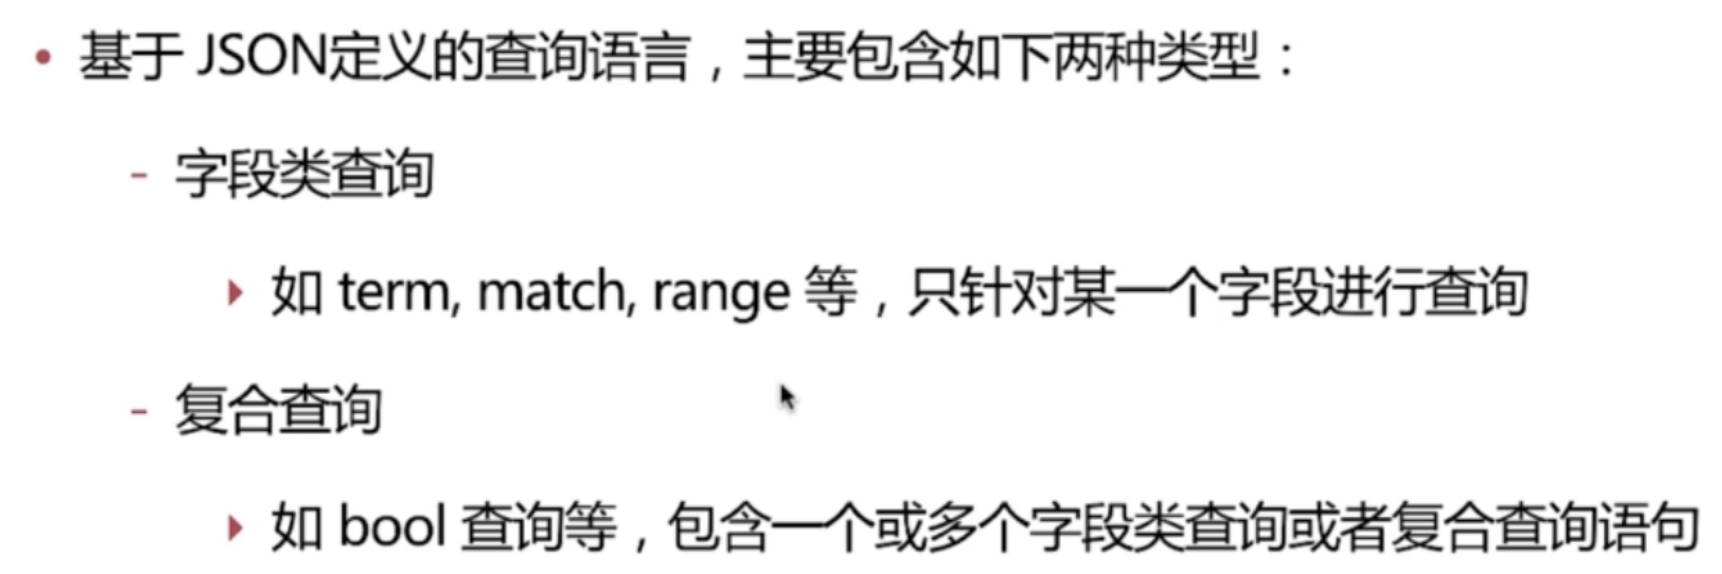 • 基于 JSON定义的查询语言，主要包含如下两种类型：
- 字段类查询
‣ 如 term, match, range 等，只针对某一个字段进行查询
- 复合查询
‣ 如 bool 查询等，包含一个或多个字段类查询或者复合查询语句